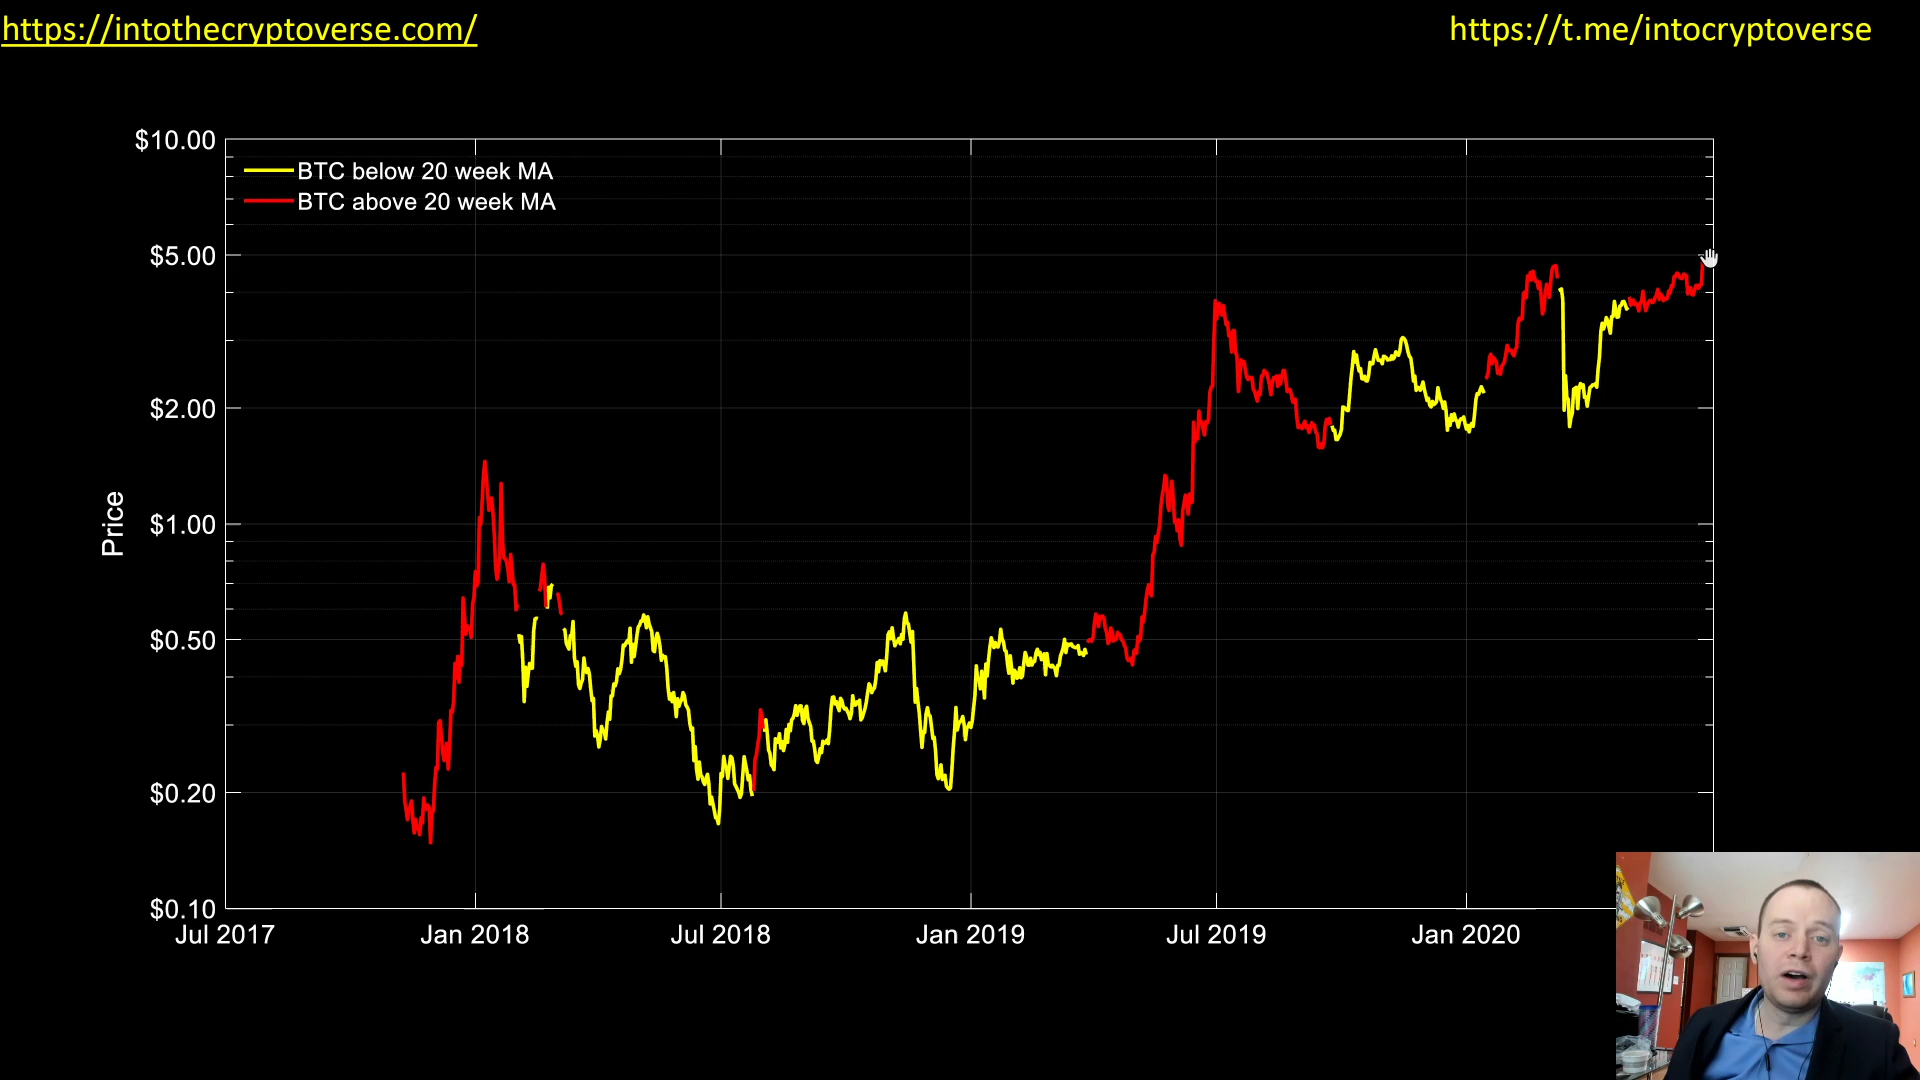 https://intothecryptoverse.com/
https://t.me/intocryptoverse
BTC below 20 week MA
BTC above 20 week MA
Price
$10.00
$5.00
$2.00
$1.00
$0.50
$0.20
$0.10
Jul 2017
Jan 2018
Jul 2018
Jan 2019
Jul 2019
Jan 2020